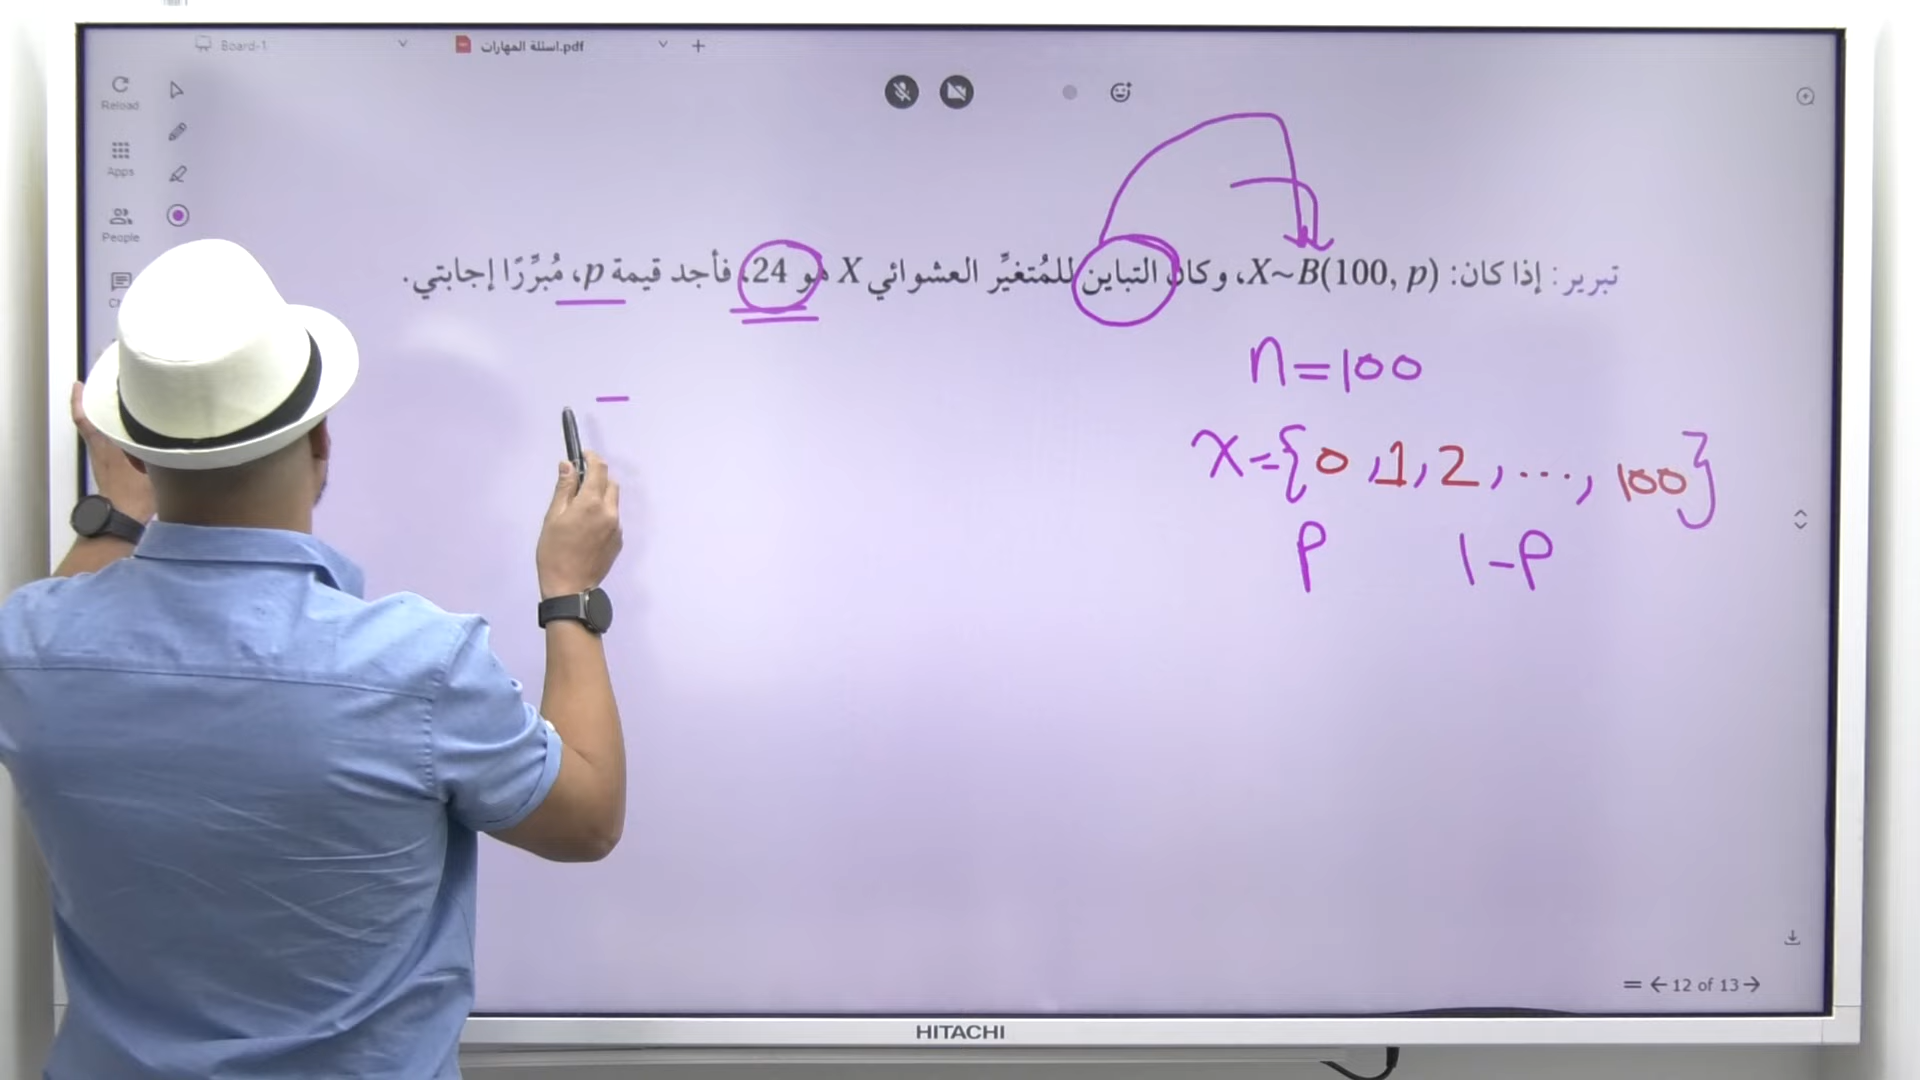 Board-1
اسئلة المهارات.pdf
Reload
Apps
People
تبرير: إذا كان: X~B(100, p)، وكان التباين للمُتغيِّر العشوائي X هو 24، فأجد قيمة p، مُبرِّرًا إجابتي.
n=100
x={0,1,2,...,100}
P 1-P
12 of 13
HITACHI